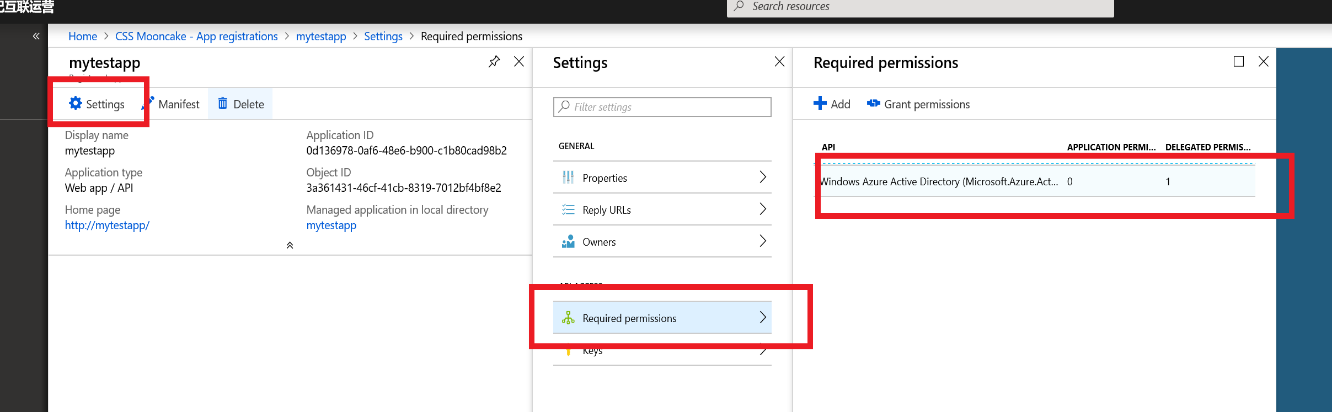 互联运营
Search resources
«
Home > CSS Mooncake - App registrations > mytestapp > Settings > Required permissions
mytestapp
Settings
Manifest
Delete
Display name
mytestapp
Application type
Web app / API
Home page
http://mytestapp/
Application ID
0d136978-0af6-48e6-b900-c1b80cad98b2
Object ID
3a361431-46cf-41cb-8319-7012bf4bf8e2
Managed application in local directory
mytestapp
Settings
Filter settings
GENERAL
Properties
Reply URLs
Owners
Required permissions
Keys
Required permissions
Add
Grant permissions
API APPLICATION PERMI... DELEGATED PERMIS...
Windows Azure Active Directory (Microsoft.Azure.Act... 0 1